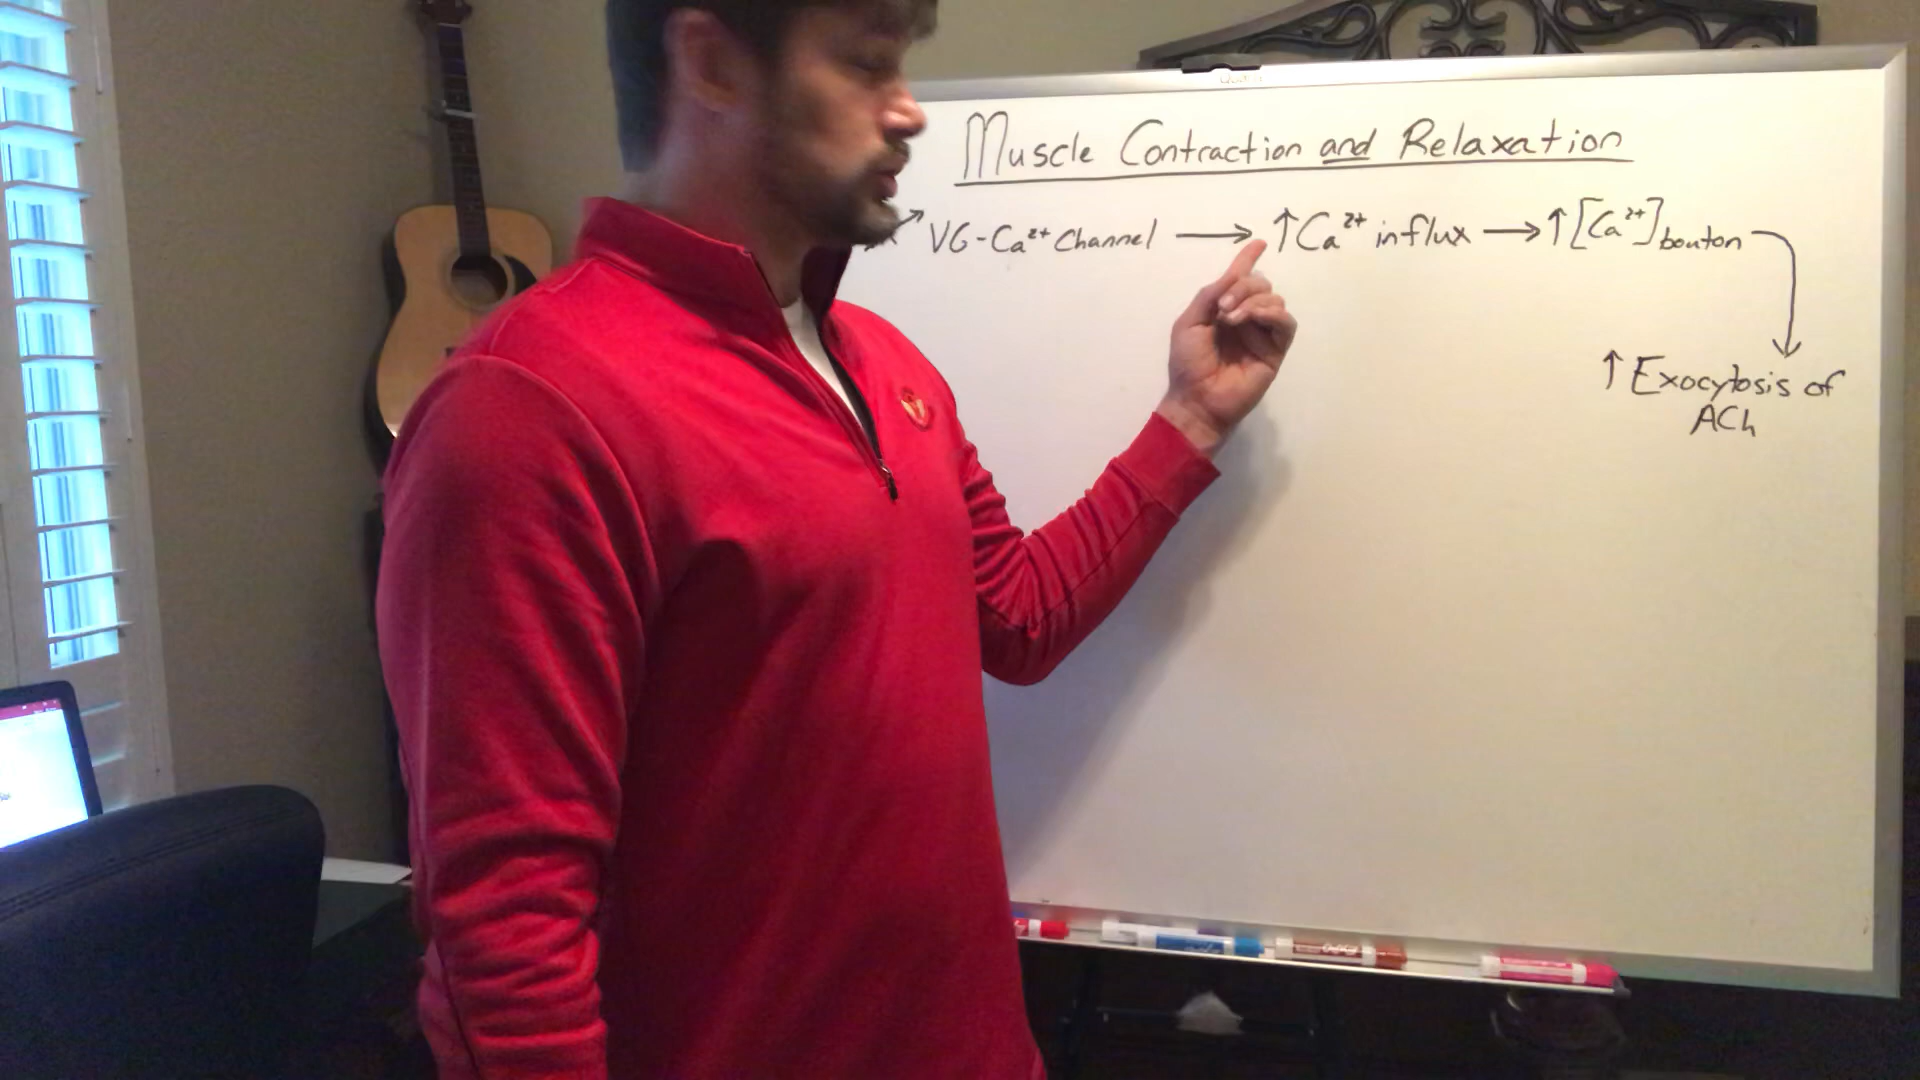 Muscle Contraction and Relaxation
VG-Ca²⁺ Channel → ↑Ca²⁺ influx → ↑[Ca²⁺]bouton
↑ Exocytosis of
ACh